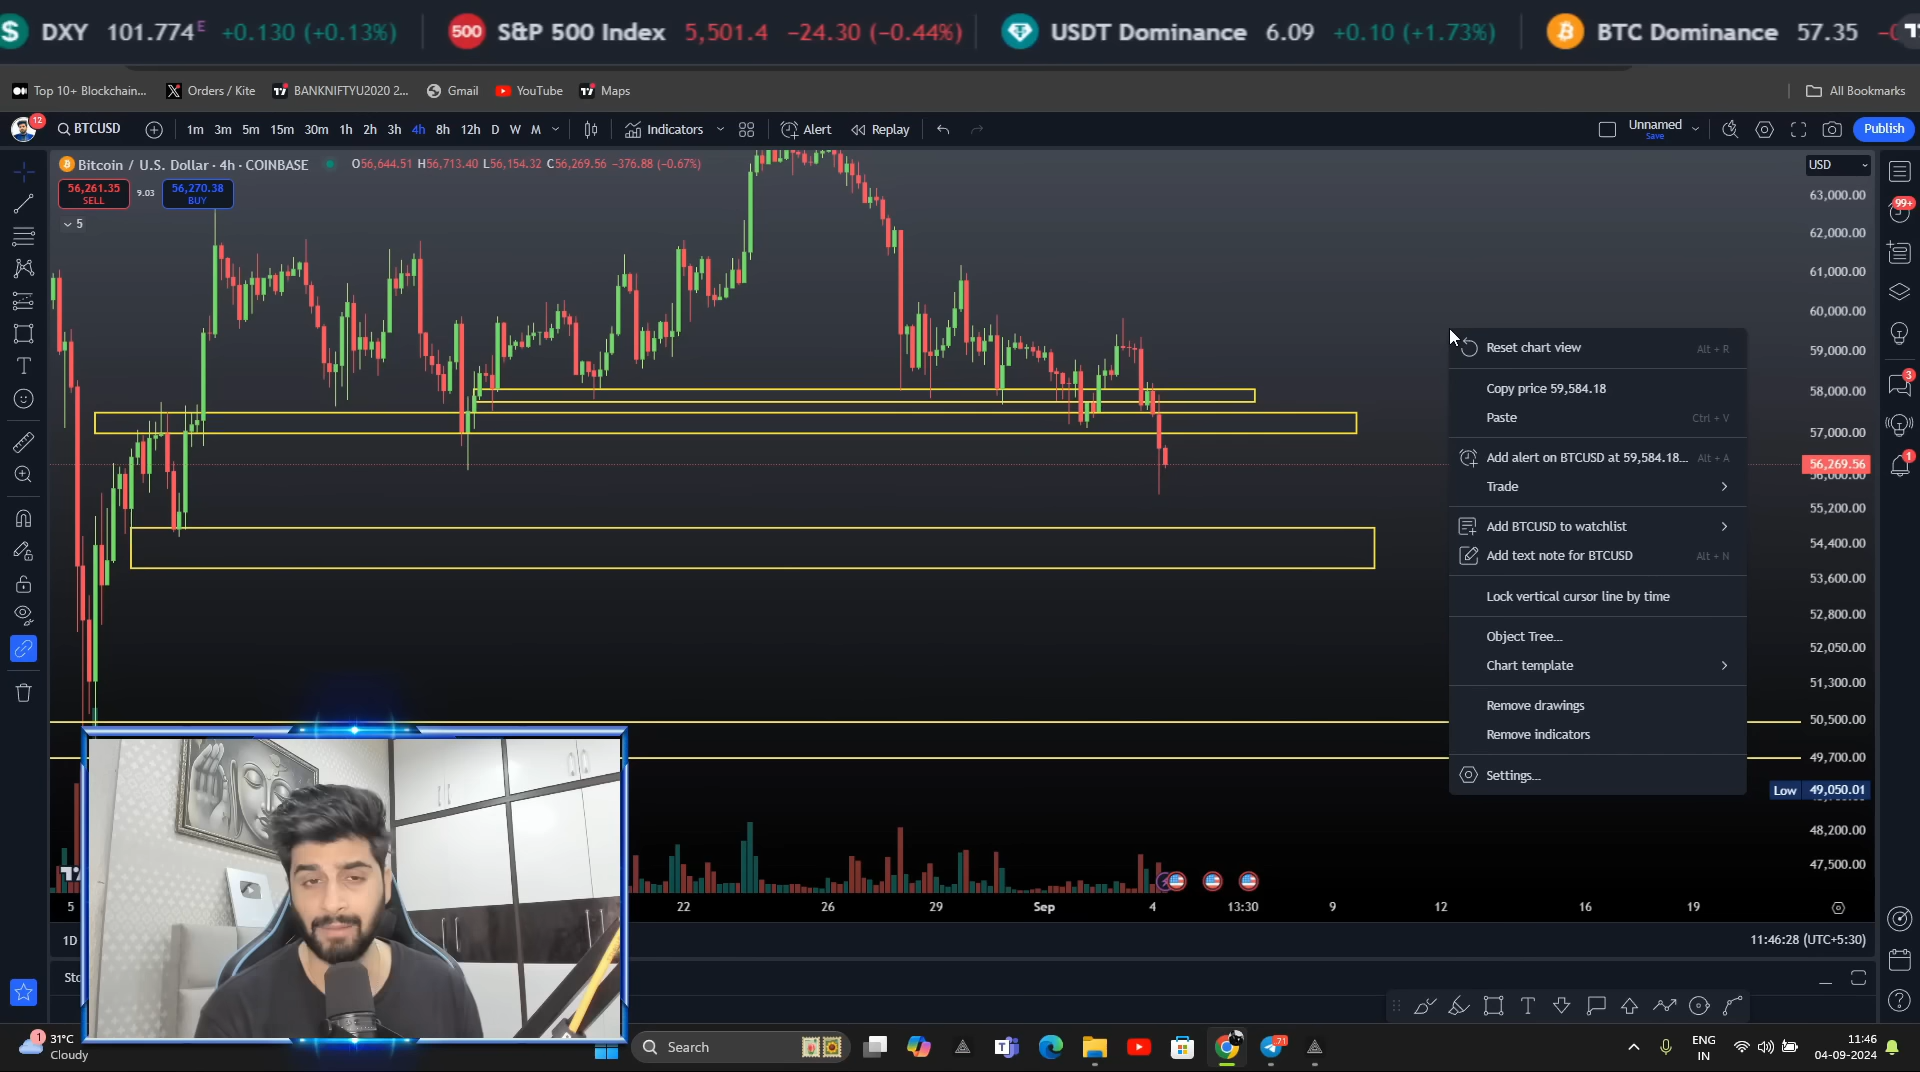 DXY 101.774E +0.130 (+0.13%)
500 S&P 500 Index 5,501.4 −24.30 (−0.44%)
USDT Dominance 6.09 +0.10 (+1.73%)
BTC Dominance 57.35
Top 10+ Blockchain...
Orders / Kite
BANKNIFTYU2020 2...
Gmail
YouTube
Maps
All Bookmarks
12
BTCUSD
1m 3m 5m 15m 30m 1h 2h 3h 4h 8h 12h D W M
Indicators
Alert
Replay
Unnamed
Save
Publish
Bitcoin / U.S. Dollar · 4h · COINBASE
O56,644.51 H56,713.40 L56,154.32 C56,269.56 −376.88 (−0.67%)
56,261.35
SELL
9.03
56,270.38
BUY
5
USD
63,000.00
62,000.00
61,000.00
60,000.00
59,000.00
58,000.00
57,000.00
56,269.56
56,000.00
55,200.00
54,400.00
53,600.00
52,800.00
52,050.00
51,300.00
50,500.00
49,700.00
Low 49,050.01
48,200.00
47,500.00
99+
3
1
Reset chart view Alt + R
Copy price 59,584.18
Paste Ctrl + V
Add alert on BTCUSD at 59,584.18... Alt + A
Trade
Add BTCUSD to watchlist
Add text note for BTCUSD Alt + N
Lock vertical cursor line by time
Object Tree...
Chart template
Remove drawings
Remove indicators
Settings...
5 22 26 29 Sep 4 13:30 9 12 16 19
1D
11:46:28 (UTC+5:30)
1
31°C
Cloudy
Search
71
ENG
IN
11:46
04-09-2024